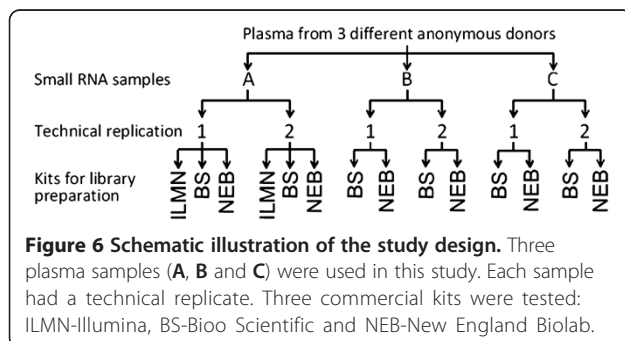 Plasma from 3 different anonymous donors
Small RNA samples A B C
Technical replication 1 2 1 2 1 2
Kits for library
preparation
ILMN BS NEB ILMN BS NEB BS NEB BS NEB BS NEB BS NEB
Figure 6 Schematic illustration of the study design. Three
plasma samples (A, B and C) were used in this study. Each sample
had a technical replicate. Three commercial kits were tested:
ILMN-Illumina, BS-Bioo Scientific and NEB-New England Biolab.